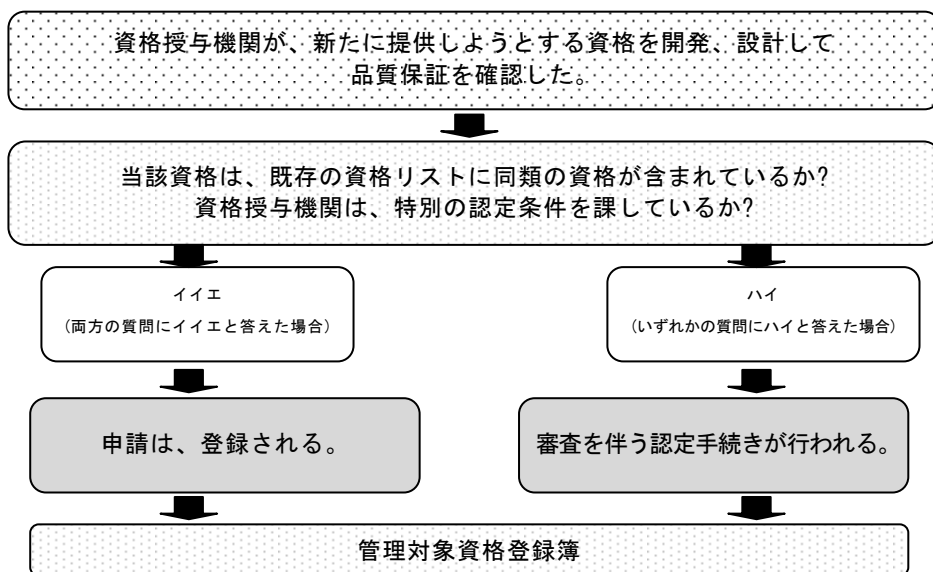 資格授与機関が、新たに提供しようとする資格を開発、設計して
品質保証を確認した。
当該資格は、既存の資格リストに同類の資格が含まれているか?
資格授与機関は、特別の認定条件を課しているか?
イイエ
(両方の質問にイイエと答えた場合)
ハイ
(いずれかの質問にハイと答えた場合)
申請は、登録される。
審査を伴う認定手続きが行われる。
管理対象資格登録簿